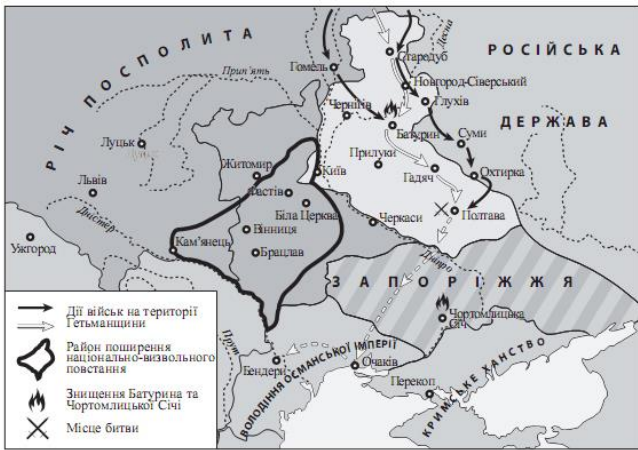 РІЧ ПОСПОЛИТА
РОСІЙСЬКА
ДЕРЖАВА
Десна
Стародуб
Гомель
Прип'ять
Новгород-Сіверський
Чернігів
Глухів
Батурин
Суми
Луцьк
Прилуки
Житомир
Київ
Гадяч
Охтирка
Львів
Фастів
Біла Церква
Полтава
Дністер
Черкаси
Ужгород
Кам'янець
Вінниця
Брацлав
Дніпро
ЗАПОРІЖЖЯ
Чортомлицька
Січ
Прут
Бендери
ВОЛОДІННЯ ОСМАНСЬКОЇ ІМПЕРІЇ
Очаків
Перекоп
КРИМСЬКЕ ХАНСТВО
Дії військ на території
Гетьманщини
Район поширення
національно-визвольного
повстання
Знищення Батурина та
Чортомлицької Січі
Місце битви